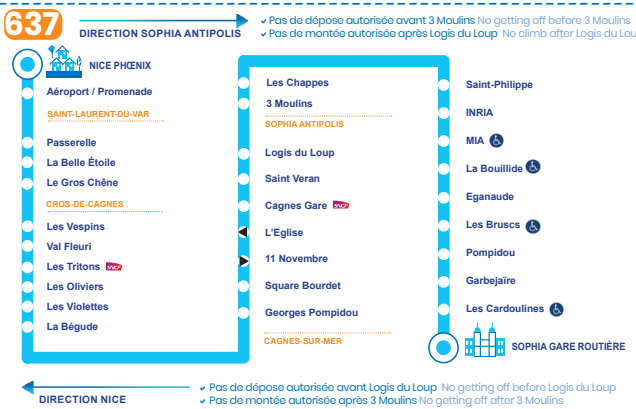 637
DIRECTION SOPHIA ANTIPOLIS
Pas de dépose autorisée avant 3 Moulins No getting off before 3 Moulins
Pas de montée autorisée après Logis du Loup No climb after Logis du Lou
NICE PHŒNIX
Aéroport / Promenade
SAINT-LAURENT-DU-VAR
Passerelle
La Belle Étoile
Le Gros Chêne
CROS-DE-CAGNES
Les Vespins
Val Fleuri
Les Tritons SNCF
Les Oliviers
Les Violettes
La Bégude
Les Chappes
3 Moulins
SOPHIA ANTIPOLIS
Logis du Loup
Saint Veran
Cagnes Gare SNCF
L'Eglise
11 Novembre
Square Bourdet
Georges Pompidou
CAGNES-SUR-MER
Saint-Philippe
INRIA
MIA
La Bouillide
Eganaude
Les Bruscs
Pompidou
Garbejaïre
Les Cardoulines
SOPHIA GARE ROUTIÈRE
DIRECTION NICE
Pas de dépose autorisée avant Logis du Loup No getting off before Logis du Loup
Pas de montée autorisée après 3 Moulins No getting off after 3 Moulins